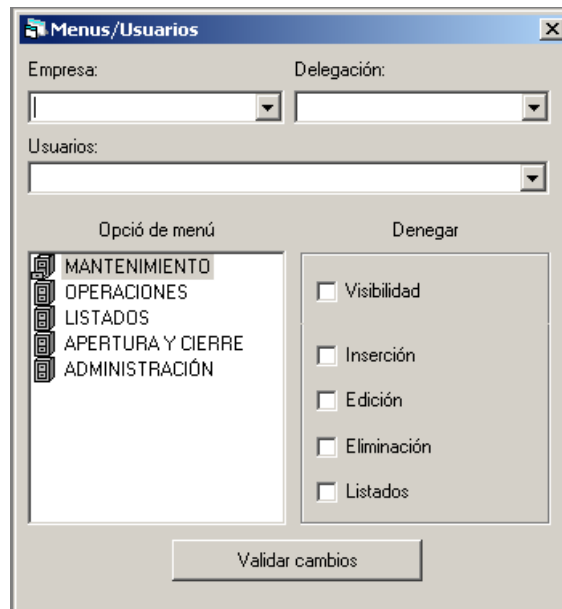 Menus/Usuarios
Empresa: Delegación:
Usuarios:
Opció de menú Denegar
MANTENIMIENTO
OPERACIONES
LISTADOS
APERTURA Y CIERRE
ADMINISTRACIÓN
Visibilidad
Inserción
Edición
Eliminación
Listados
Validar cambios